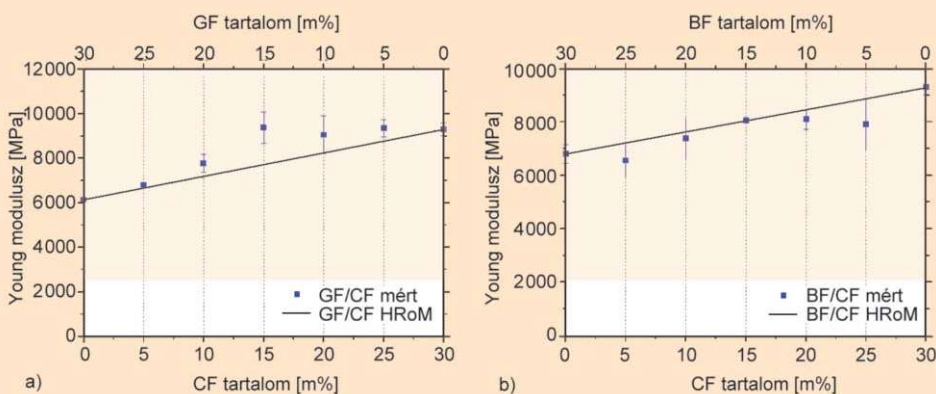 GF tartalom [m%]
30 25 20 15 10 5 0
12000
10000
8000
6000
4000
2000
0
Young modulusz [MPa]
GF/CF mért
GF/CF HRoM
0 5 10 15 20 25 30
a)
CF tartalom [m%]
BF tartalom [m%]
30 25 20 15 10 5 0
10000
8000
6000
4000
2000
0
Young modulusz [MPa]
BF/CF mért
BF/CF HRoM
0 5 10 15 20 25 30
b)
CF tartalom [m%]